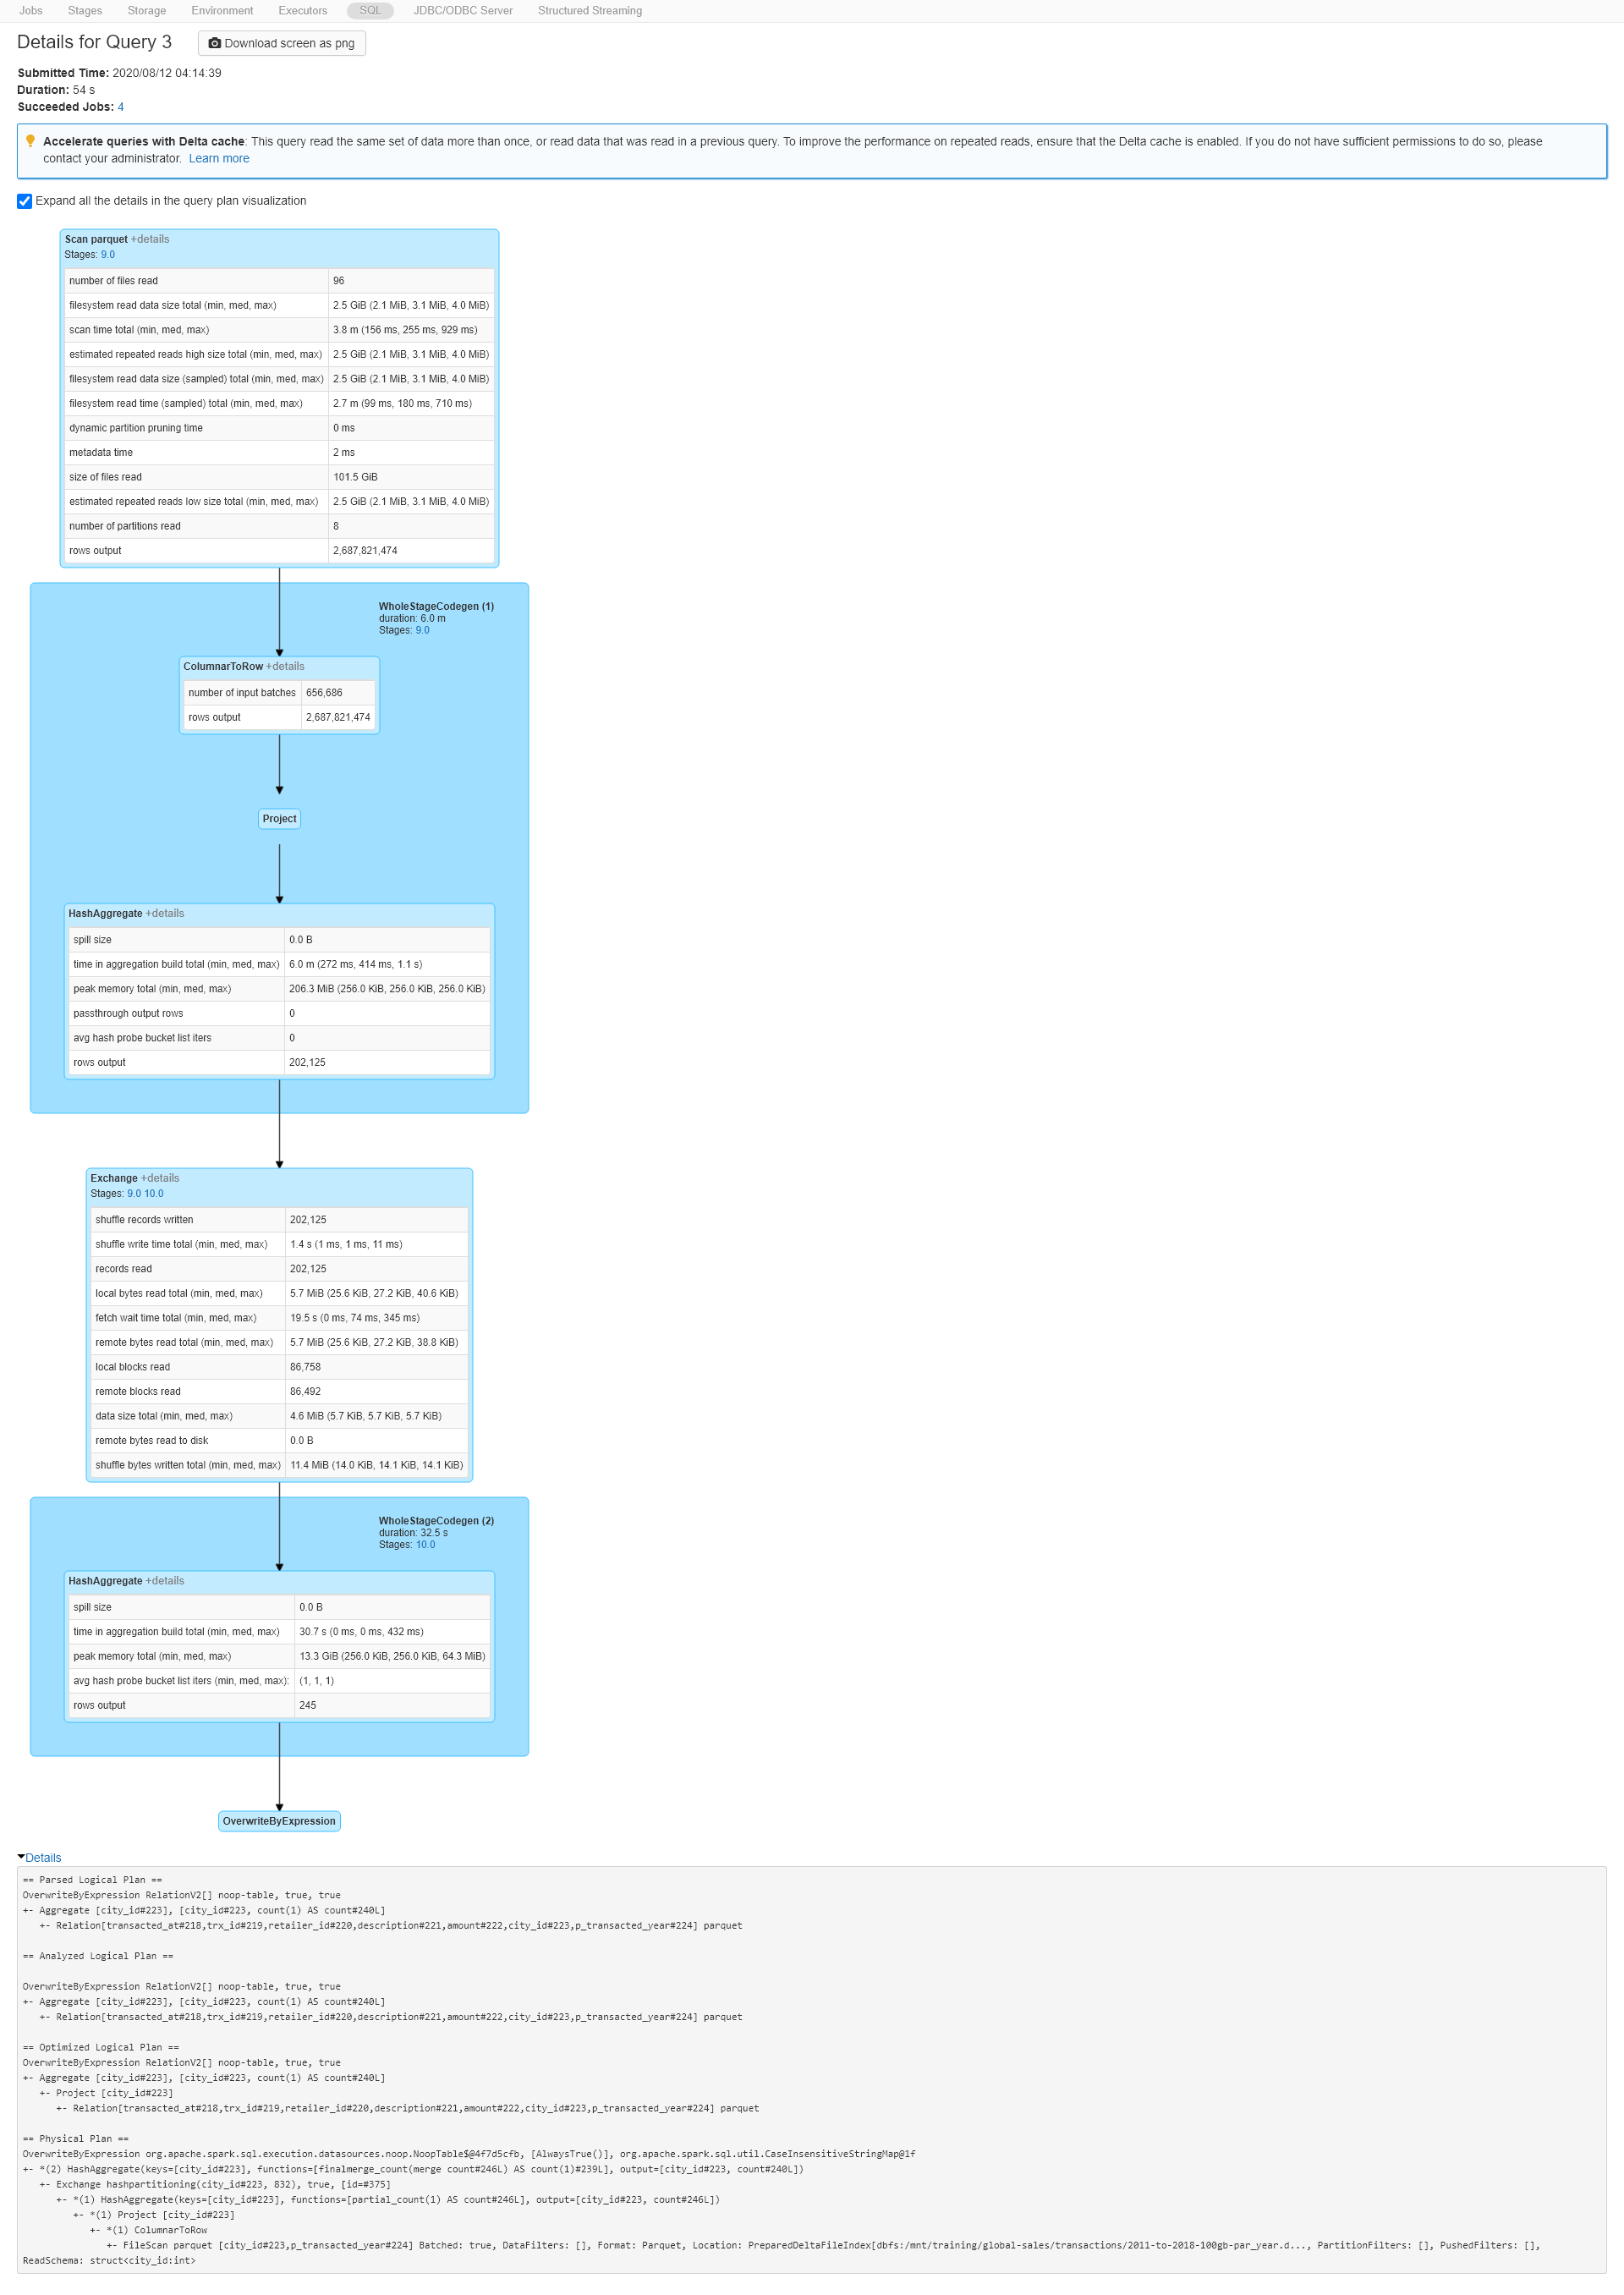 Jobs Stages Storage Environment Executors SQL JDBC/ODBC Server Structured Streaming
Details for Query 3 Download screen as png
Submitted Time: 2020/08/12 04:14:39
Duration: 54 s
Succeeded Jobs: 4
Accelerate queries with Delta cache: This query read the same set of data more than once, or read data that was read in a previous query. To improve the performance on repeated reads, ensure that the Delta cache is enabled. If you do not have sufficient permissions to do so, please
contact your administrator. Learn more
Expand all the details in the query plan visualization
Scan parquet +details
Stages: 9.0
number of files read 96
filesystem read data size total (min, med, max) 2.5 GiB (2.1 MiB, 3.1 MiB, 4.0 MiB)
scan time total (min, med, max) 3.8 m (156 ms, 255 ms, 929 ms)
estimated repeated reads high size total (min, med, max) 2.5 GiB (2.1 MiB, 3.1 MiB, 4.0 MiB)
filesystem read data size (sampled) total (min, med, max) 2.5 GiB (2.1 MiB, 3.1 MiB, 4.0 MiB)
filesystem read time (sampled) total (min, med, max) 2.7 m (99 ms, 180 ms, 710 ms)
dynamic partition pruning time 0 ms
metadata time 2 ms
size of files read 101.5 GiB
estimated repeated reads low size total (min, med, max) 2.5 GiB (2.1 MiB, 3.1 MiB, 4.0 MiB)
number of partitions read 8
rows output 2,687,821,474
WholeStageCodegen (1)
duration: 6.0 m
Stages: 9.0
ColumnarToRow +details
number of input batches 656,686
rows output 2,687,821,474
Project
HashAggregate +details
spill size 0.0 B
time in aggregation build total (min, med, max) 6.0 m (272 ms, 414 ms, 1.1 s)
peak memory total (min, med, max) 206.3 MiB (256.0 KiB, 256.0 KiB, 256.0 KiB)
passthrough output rows 0
avg hash probe bucket list iters 0
rows output 202,125
Exchange +details
Stages: 9.0 10.0
shuffle records written 202,125
shuffle write time total (min, med, max) 1.4 s (1 ms, 1 ms, 11 ms)
records read 202,125
local bytes read total (min, med, max) 5.7 MiB (25.6 KiB, 27.2 KiB, 40.6 KiB)
fetch wait time total (min, med, max) 19.5 s (0 ms, 74 ms, 345 ms)
remote bytes read total (min, med, max) 5.7 MiB (25.6 KiB, 27.2 KiB, 38.8 KiB)
local blocks read 86,758
remote blocks read 86,492
data size total (min, med, max) 4.6 MiB (5.7 KiB, 5.7 KiB, 5.7 KiB)
remote bytes read to disk 0.0 B
shuffle bytes written total (min, med, max) 11.4 MiB (14.0 KiB, 14.1 KiB, 14.1 KiB)
WholeStageCodegen (2)
duration: 32.5 s
Stages: 10.0
HashAggregate +details
spill size 0.0 B
time in aggregation build total (min, med, max) 30.7 s (0 ms, 0 ms, 432 ms)
peak memory total (min, med, max) 13.3 GiB (256.0 KiB, 256.0 KiB, 64.3 MiB)
avg hash probe bucket list iters (min, med, max): (1, 1, 1)
rows output 245
OverwriteByExpression
Details
== Parsed Logical Plan ==
OverwriteByExpression RelationV2[] noop-table, true, true
+- Aggregate [city_id#223], [city_id#223, count(1) AS count#240L]
   +- Relation[transacted_at#218,trx_id#219,retailer_id#220,description#221,amount#222,city_id#223,p_transacted_year#224] parquet
== Analyzed Logical Plan ==
OverwriteByExpression RelationV2[] noop-table, true, true
+- Aggregate [city_id#223], [city_id#223, count(1) AS count#240L]
   +- Relation[transacted_at#218,trx_id#219,retailer_id#220,description#221,amount#222,city_id#223,p_transacted_year#224] parquet
== Optimized Logical Plan ==
OverwriteByExpression RelationV2[] noop-table, true, true
+- Aggregate [city_id#223], [city_id#223, count(1) AS count#240L]
   +- Project [city_id#223]
      +- Relation[transacted_at#218,trx_id#219,retailer_id#220,description#221,amount#222,city_id#223,p_transacted_year#224] parquet
== Physical Plan ==
OverwriteByExpression org.apache.spark.sql.execution.datasources.noop.NoopTable$@4f7d5cfb, [AlwaysTrue()], org.apache.spark.sql.util.CaseInsensitiveStringMap@1f
+- *(2) HashAggregate(keys=[city_id#223], functions=[finalmerge_count(merge count#246L) AS count(1)#239L], output=[city_id#223, count#240L])
   +- Exchange hashpartitioning(city_id#223, 832), true, [id=#375]
      +- *(1) HashAggregate(keys=[city_id#223], functions=[partial_count(1) AS count#246L], output=[city_id#223, count#246L])
         +- *(1) Project [city_id#223]
            +- *(1) ColumnarToRow
               +- FileScan parquet [city_id#223,p_transacted_year#224] Batched: true, DataFilters: [], Format: Parquet, Location: PreparedDeltaFileIndex[dbfs:/mnt/training/global-sales/transactions/2011-to-2018-100gb-par_year.d..., PartitionFilters: [], PushedFilters: [],
ReadSchema: struct<city_id:int>